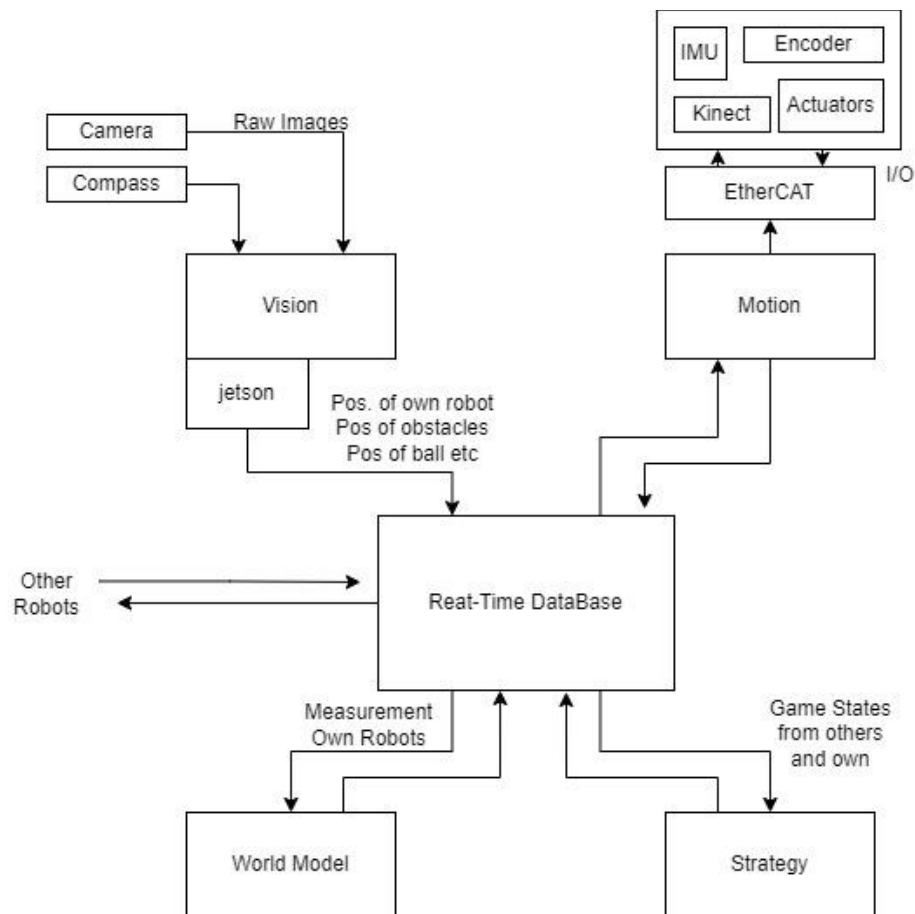 IMU
Encoder
Kinect
Actuators
Camera
Raw Images
Compass
EtherCAT
I/O
Vision
Motion
jetson
Pos. of own robot
Pos of obstacles
Pos of ball etc
Other
Robots
Reat-Time DataBase
Measurement
Own Robots
Game States
from others
and own
World Model
Strategy